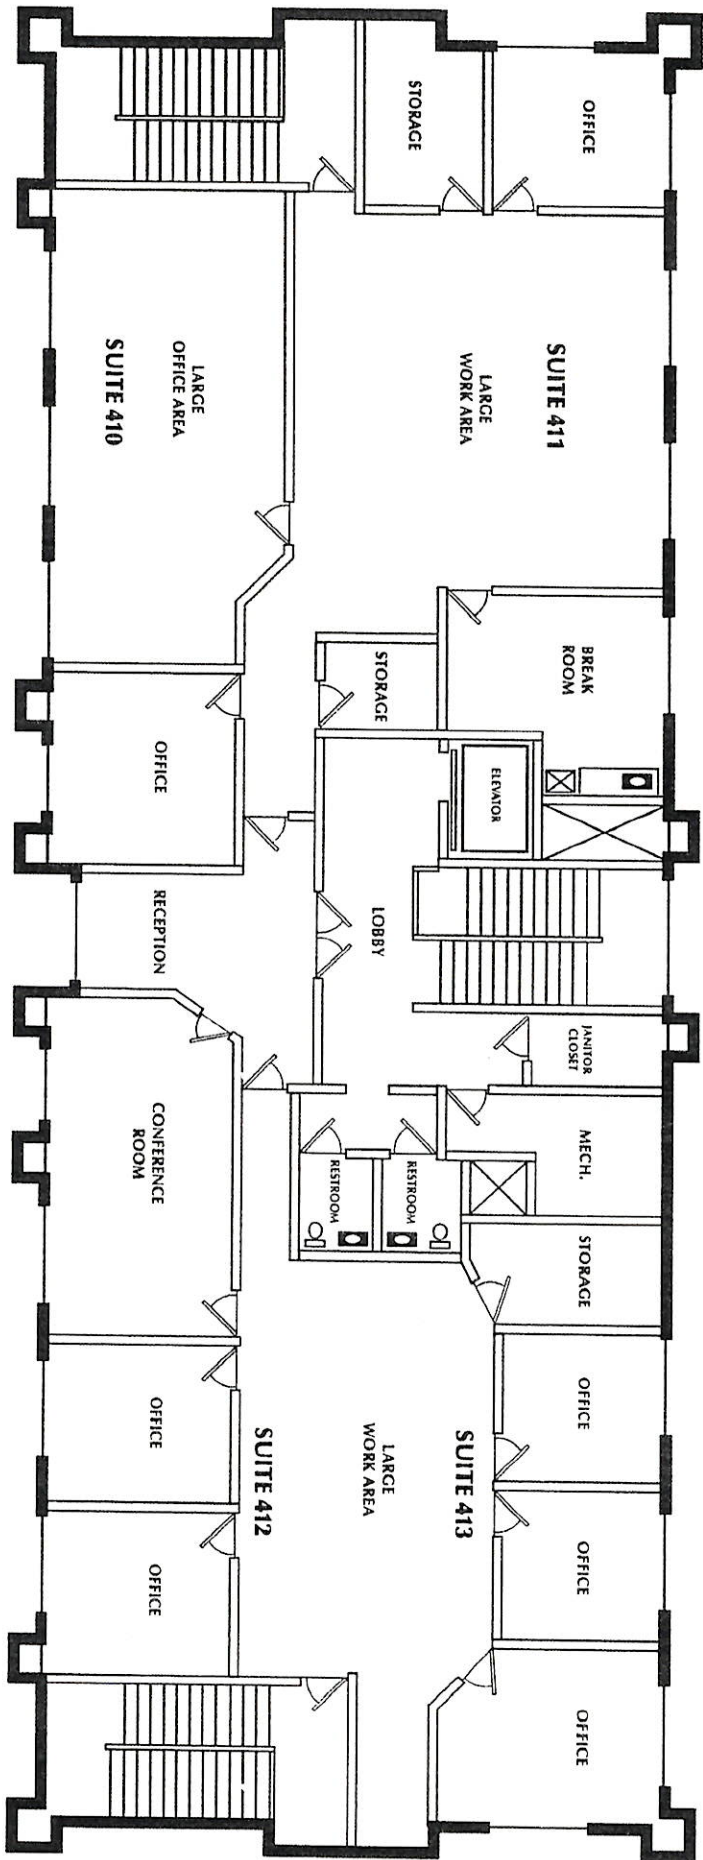 STORAGE
OFFICE
SUITE 410
LARGE
OFFICE AREA
LARGE
WORK AREA
SUITE 411
OFFICE
STORAGE
BREAK
ROOM
ELEVATOR
RECEPTION
LOBBY
JANITOR
CLOSET
CONFERENCE
ROOM
RESTROOM
RESTROOM
MECH.
STORAGE
OFFICE
OFFICE
SUITE 412
LARGE
WORK AREA
SUITE 413
OFFICE
OFFICE
OFFICE